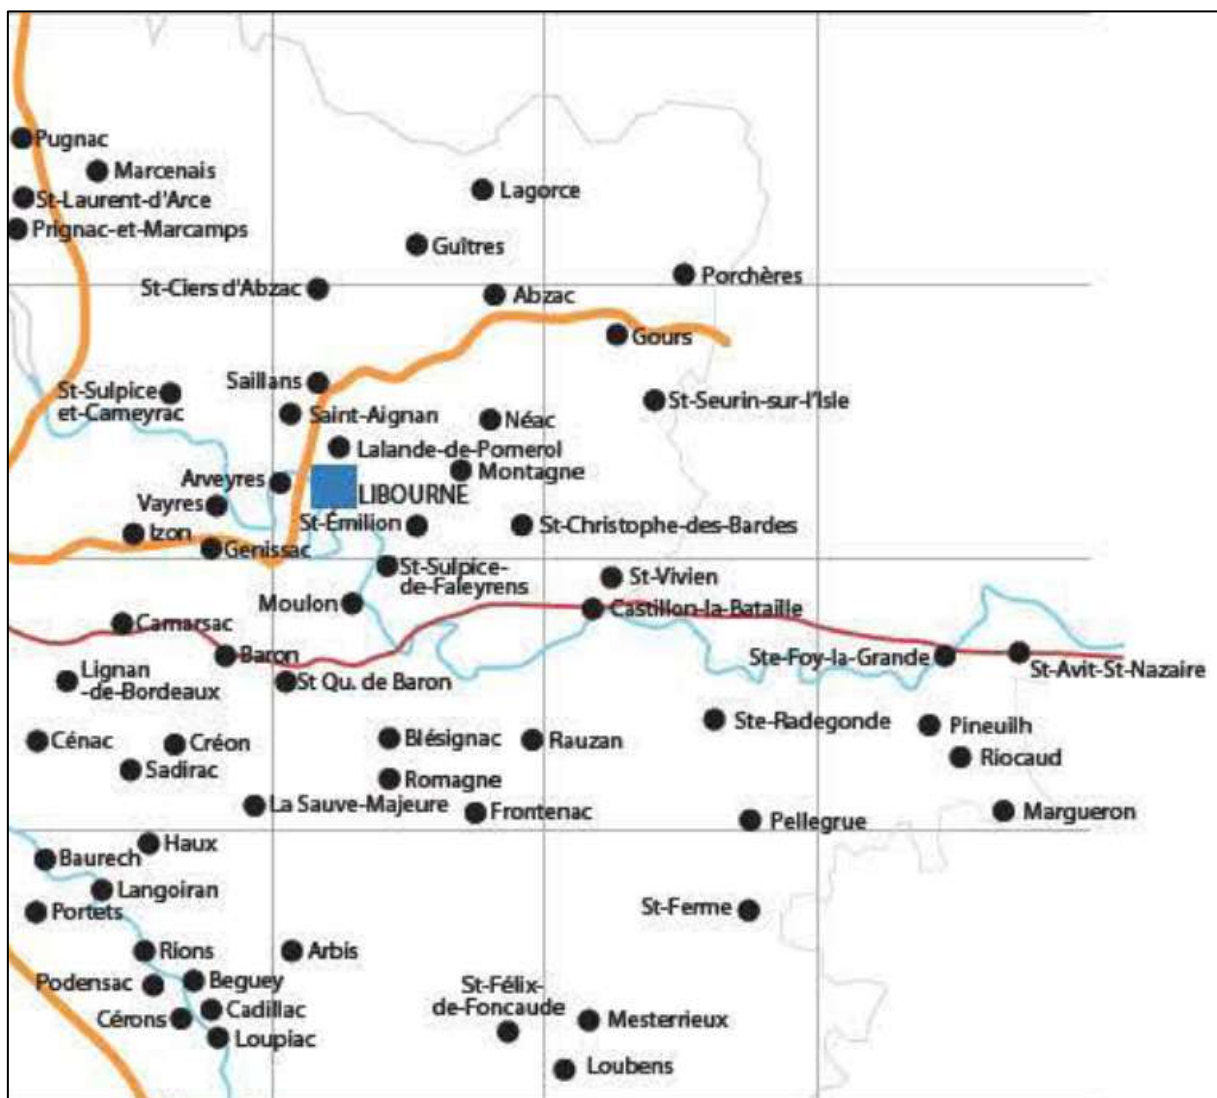 Pugnac
Marcenais
St-Laurent-d'Arce
Lagorce
Prignac-et-Marcamps
Guîtres
Porchères
St-Ciers d'Abzac
Abzac
Gours
Saillans
St-Sulpice-
et-Cameyrac
St-Seurin-sur-l'Isle
Saint-Aignan
Néac
Lalande-de-Pomerol
Montagne
Arveyres
LIBOURNE
Vayres
St-Émilion
St-Christophe-des-Bardes
Izon
Genissac
St-Sulpice-
de-Faleyrens
St-Vivien
Moulon
Castillon-la-Bataille
Camarsac
Baron
Ste-Foy-la-Grande
St-Avit-St-Nazaire
Lignan
-de-Bordeaux
St Qu. de Baron
Ste-Radegonde
Pineuilh
Cénac
Créon
Blésignac
Rauzan
Riocaud
Sadirac
Romagne
La Sauve-Majeure
Frontenac
Margueron
Pellegrue
Haux
Baurech
Langoiran
Portets
St-Ferme
Rions
Arbis
Podensac
Beguey
St-Félix-
de-Foncaude
Cadillac
Cérons
Mesterrieux
Loupiac
Loubens